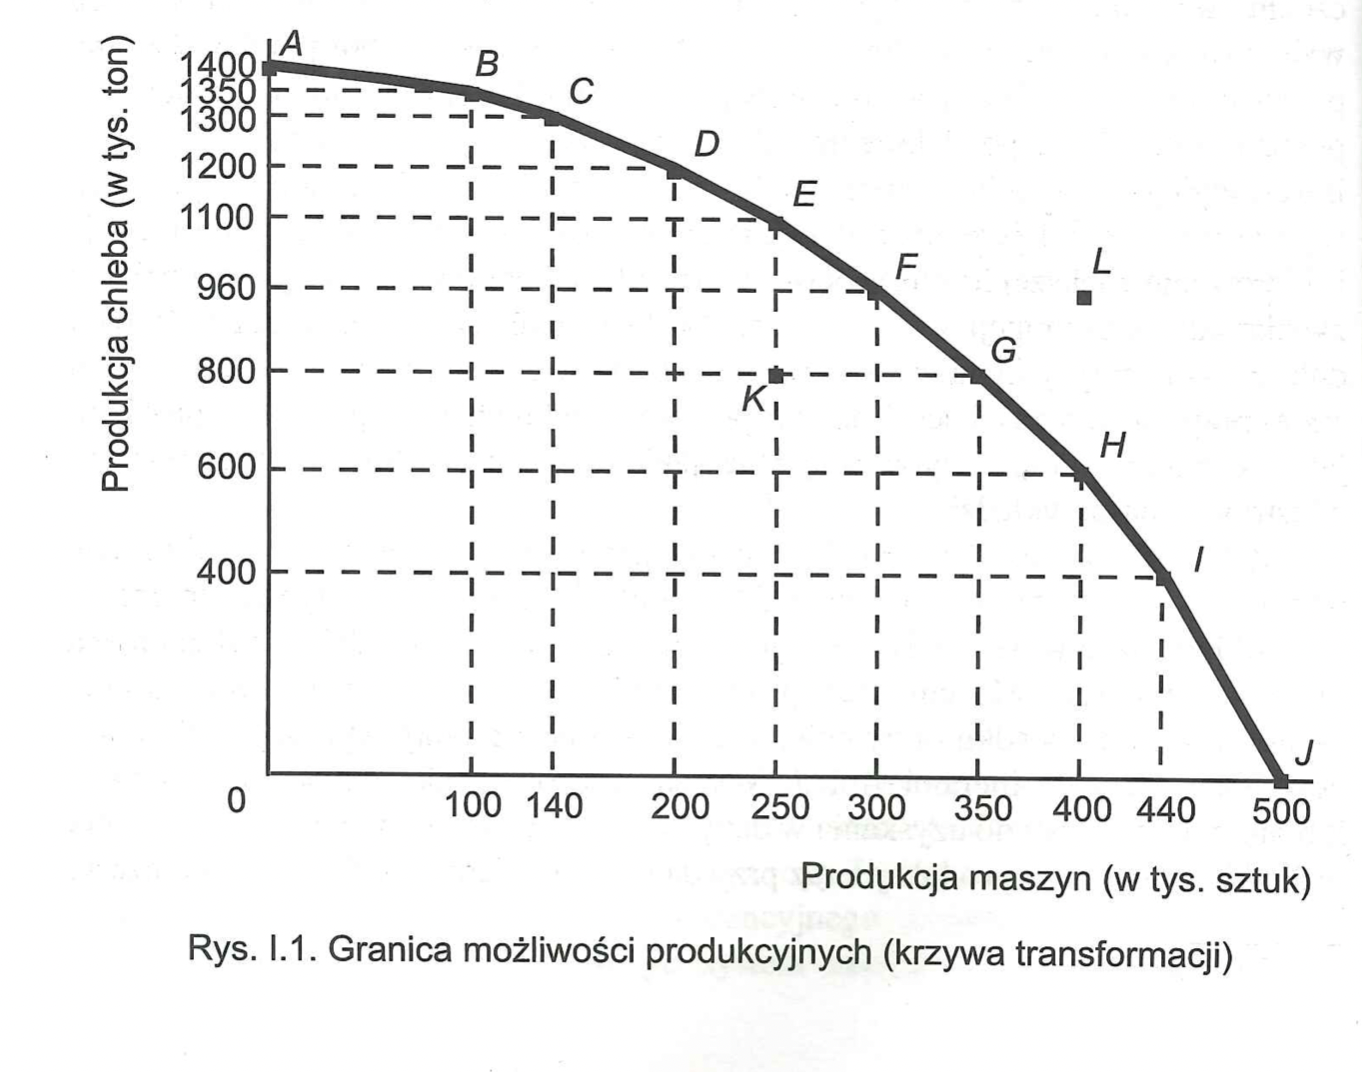 Produkcja chleba (w tys. ton)
A
B
C
D
E
F
G
H
I
J
K
L
1400
1350
1300
1200
1100
960
800
600
400
0
100 140 200 250 300 350 400 440 500
Produkcja maszyn (w tys. sztuk)
Rys. I.1. Granica możliwości produkcyjnych (krzywa transformacji)